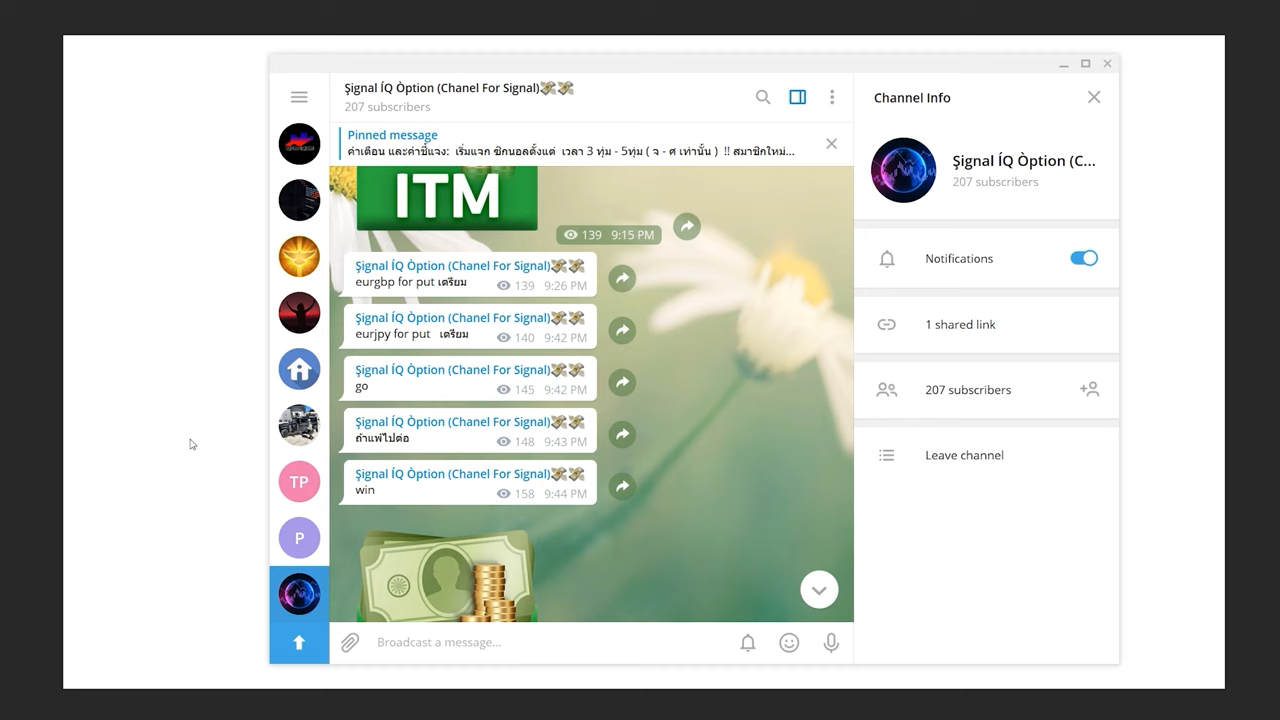 Şignal ÍQ Òption (Chanel For Signal)💸💸
207 subscribers
Pinned message
คำเตือน และคำชี้แจง: เริ่มแจก ซิกนอลตั้งแต่ เวลา 3 ทุ่ม - 5ทุ่ม ( จ - ศ เท่านั้น ) !! สมาชิกใหม่...
ITM
139 9:15 PM
Şignal ÍQ Òption (Chanel For Signal)💸💸
eurgbp for put เตรียม 139 9:26 PM
Şignal ÍQ Òption (Chanel For Signal)💸💸
eurjpy for put เตรียม 140 9:42 PM
Şignal ÍQ Òption (Chanel For Signal)💸💸
go 145 9:42 PM
Şignal ÍQ Òption (Chanel For Signal)💸💸
ถ้าแพ้ไปต่อ 148 9:43 PM
Şignal ÍQ Òption (Chanel For Signal)💸💸
win 158 9:44 PM
Broadcast a message...
TP
P
Channel Info
Şignal ÍQ Òption (C...
207 subscribers
Notifications
1 shared link
207 subscribers
Leave channel